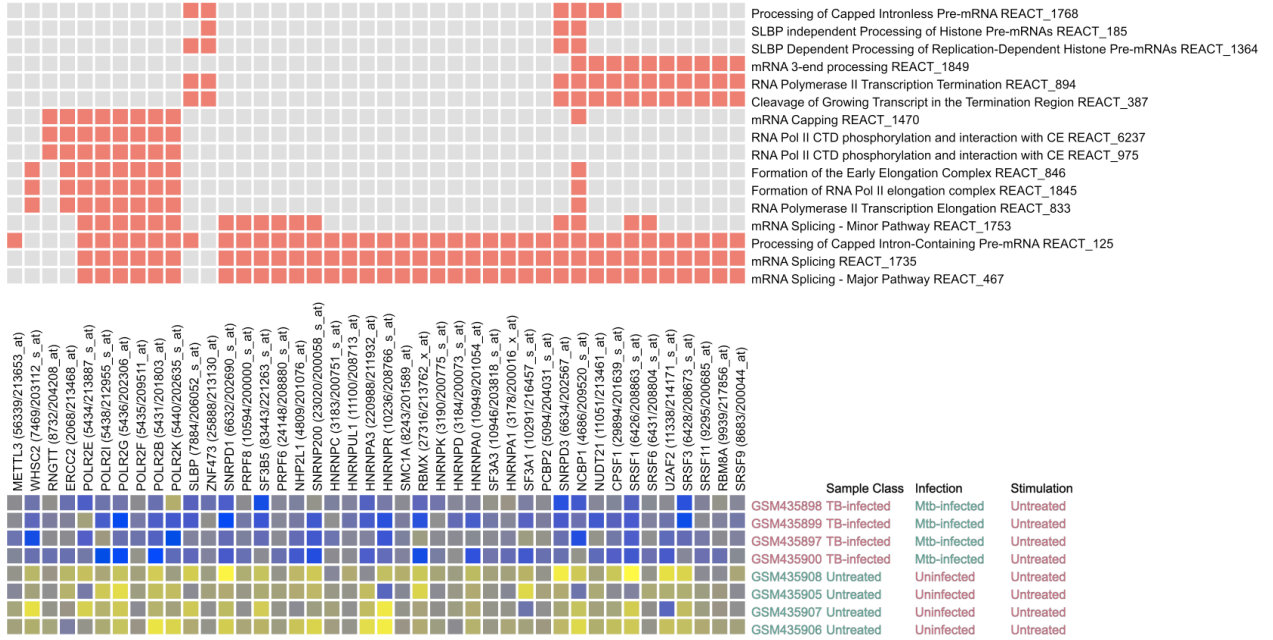 Processing of Capped Intronless Pre-mRNA REACT_1768
SLBP independent Processing of Histone Pre-mRNAs REACT_185
SLBP Dependent Processing of Replication-Dependent Histone Pre-mRNAs REACT_1364
mRNA 3-end processing REACT_1849
RNA Polymerase II Transcription Termination REACT_894
Cleavage of Growing Transcript in the Termination Region REACT_387
mRNA Capping REACT_1470
RNA Pol II CTD phosphorylation and interaction with CE REACT_6237
RNA Pol II CTD phosphorylation and interaction with CE REACT_975
Formation of the Early Elongation Complex REACT_846
Formation of RNA Pol II elongation complex REACT_1845
RNA Polymerase II Transcription Elongation REACT_833
mRNA Splicing - Minor Pathway REACT_1753
Processing of Capped Intron-Containing Pre-mRNA REACT_125
mRNA Splicing REACT_1735
mRNA Splicing - Major Pathway REACT_467
METTL3 (56339/213653_at)
WHSC2 (7469/203112_s_at)
RNGTT (8732/204208_at)
ERCC2 (2068/213468_at)
POLR2E (5434/213887_s_at)
POLR2I (5438/212955_s_at)
POLR2G (5436/202306_at)
POLR2F (5435/209511_at)
POLR2B (5431/201803_at)
POLR2K (5440/202635_s_at)
SLBP (7884/206052_s_at)
ZNF473 (25888/213130_at)
SNRPD1 (6632/202690_s_at)
PRPF8 (10594/200000_s_at)
SF3B5 (83443/221263_s_at)
PRPF6 (24148/208880_s_at)
NHP2L1 (4809/201076_at)
SNRNP200 (23020/200058_s_at)
HNRNPC (3183/200751_s_at)
HNRNPUL1 (11100/208713_at)
HNRNPA3 (220988/211932_at)
HNRNPR (10236/208766_s_at)
SMC1A (8243/201589_at)
RBMX (27316/213762_x_at)
HNRNPK (3190/200775_s_at)
HNRNPD (3184/200073_s_at)
HNRNPA0 (10949/201054_at)
SF3A3 (10946/203818_s_at)
HNRNPA1 (3178/200016_x_at)
SF3A1 (10291/216457_s_at)
PCBP2 (5094/204031_s_at)
SNRPD3 (6634/202567_at)
NCBP1 (4686/209520_s_at)
NUDT21 (11051/213461_at)
CPSF1 (29894/201639_s_at)
SRSF1 (6426/208863_s_at)
SRSF6 (6431/208804_s_at)
U2AF2 (11338/214171_s_at)
SRSF3 (6428/208673_s_at)
SRSF11 (9295/200685_at)
RBM8A (9939/217856_at)
SRSF9 (8683/200044_at)
Sample Class Infection Stimulation
GSM435898 TB-infected Mtb-infected Untreated
GSM435899 TB-infected Mtb-infected Untreated
GSM435897 TB-infected Mtb-infected Untreated
GSM435900 TB-infected Mtb-infected Untreated
GSM435908 Untreated Uninfected Untreated
GSM435905 Untreated Uninfected Untreated
GSM435907 Untreated Uninfected Untreated
GSM435906 Untreated Uninfected Untreated